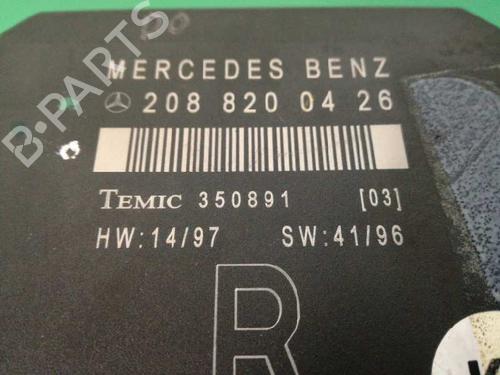 MERCEDES BENZ
208 820 04 26
TEMIC 350891 [03]
HW:14/97 SW:41/96
R
B-PARTS